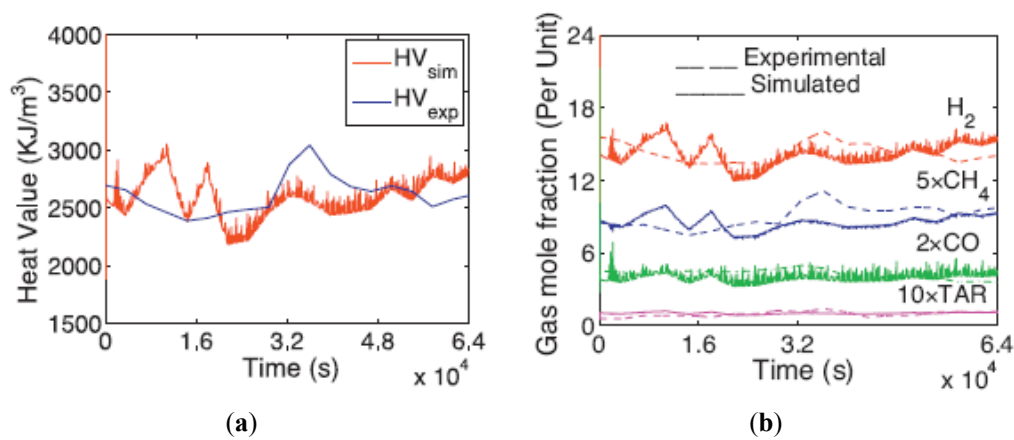 4000
3500
3000
2500
2000
1500
Heat Value (KJ/m³)
HV_sim
HV_exp
0 1,6 3,2 4,8 6,4
Time (s)
x 10⁴
(a)
24
18
12
6
0
Gas mole fraction (Per Unit)
Experimental
Simulated
H₂
5×CH₄
2×CO
10×TAR
0 1.6 3.2 6.4
Time (s)
x 10⁴
(b)